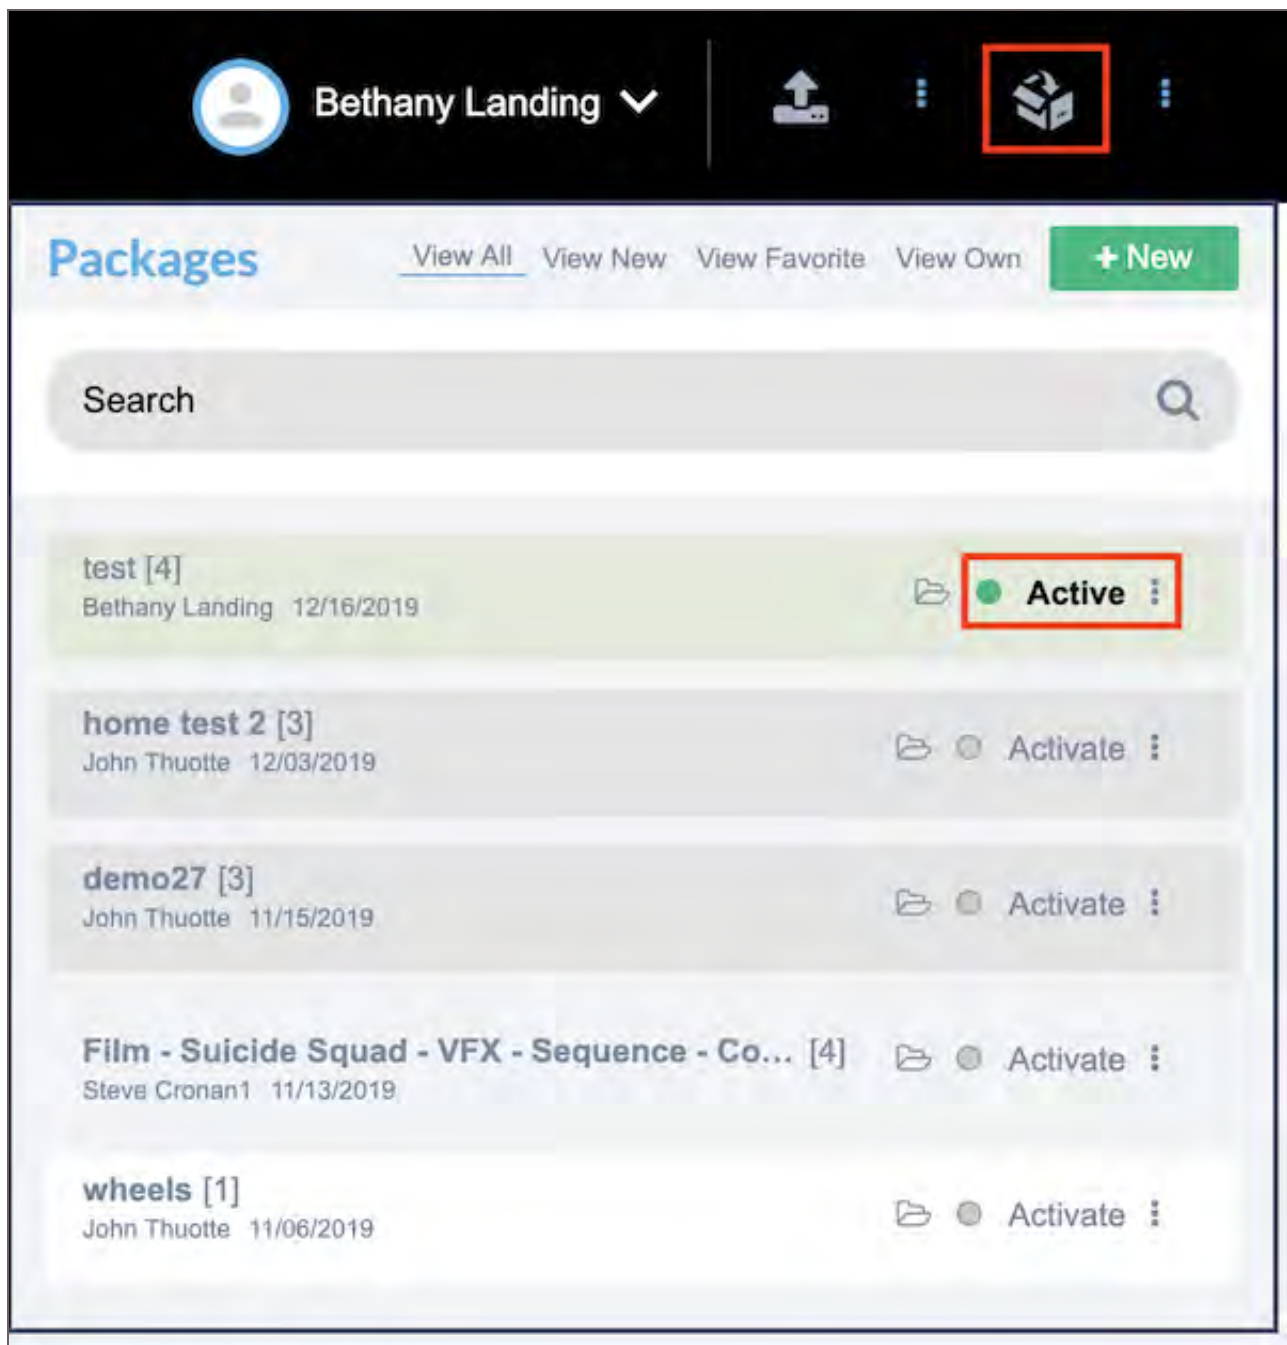 Bethany Landing
Packages View All View New View Favorite View Own + New
Search
test [4]
Bethany Landing 12/16/2019
Active
home test 2 [3]
John Thuotte 12/03/2019
Activate
demo27 [3]
John Thuotte 11/15/2019
Activate
Film - Suicide Squad - VFX - Sequence - Co... [4]
Steve Cronan1 11/13/2019
Activate
wheels [1]
John Thuotte 11/06/2019
Activate